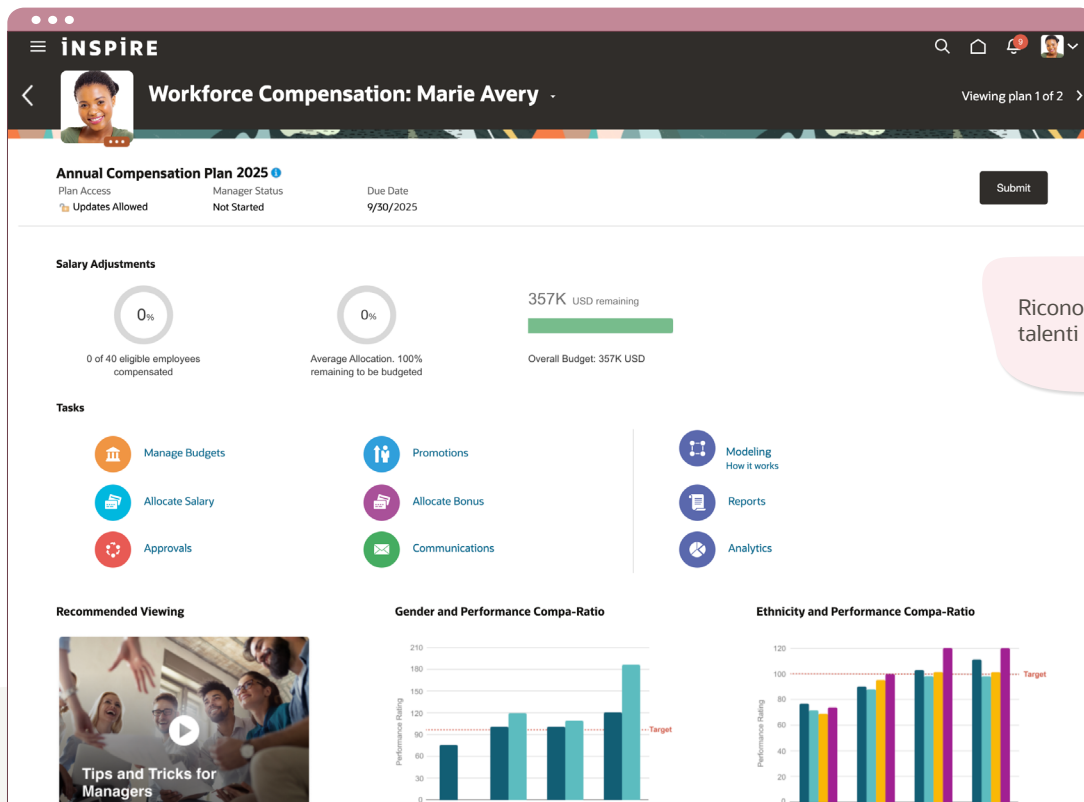 iNSPiRE
9
Workforce Compensation: Marie Avery
Viewing plan 1 of 2
Annual Compensation Plan 2025
Plan Access
Manager Status
Due Date
Updates Allowed
Not Started
9/30/2025
Submit
Salary Adjustments
0%
0%
357K USD remaining
0 of 40 eligible employees
compensated
Average Allocation. 100%
remaining to be budgeted
Overall Budget: 357K USD
Ricono
talenti
Tasks
Manage Budgets
Promotions
Modeling
How it works
Allocate Salary
Allocate Bonus
Reports
Approvals
Communications
Analytics
Recommended Viewing
Tips and Tricks for
Managers
Gender and Performance Compa-Ratio
Performance Rating
210
180
150
120
90
60
30
0
Target
Ethnicity and Performance Compa-Ratio
Performance Rating
120
100
80
60
40
20
0
Target